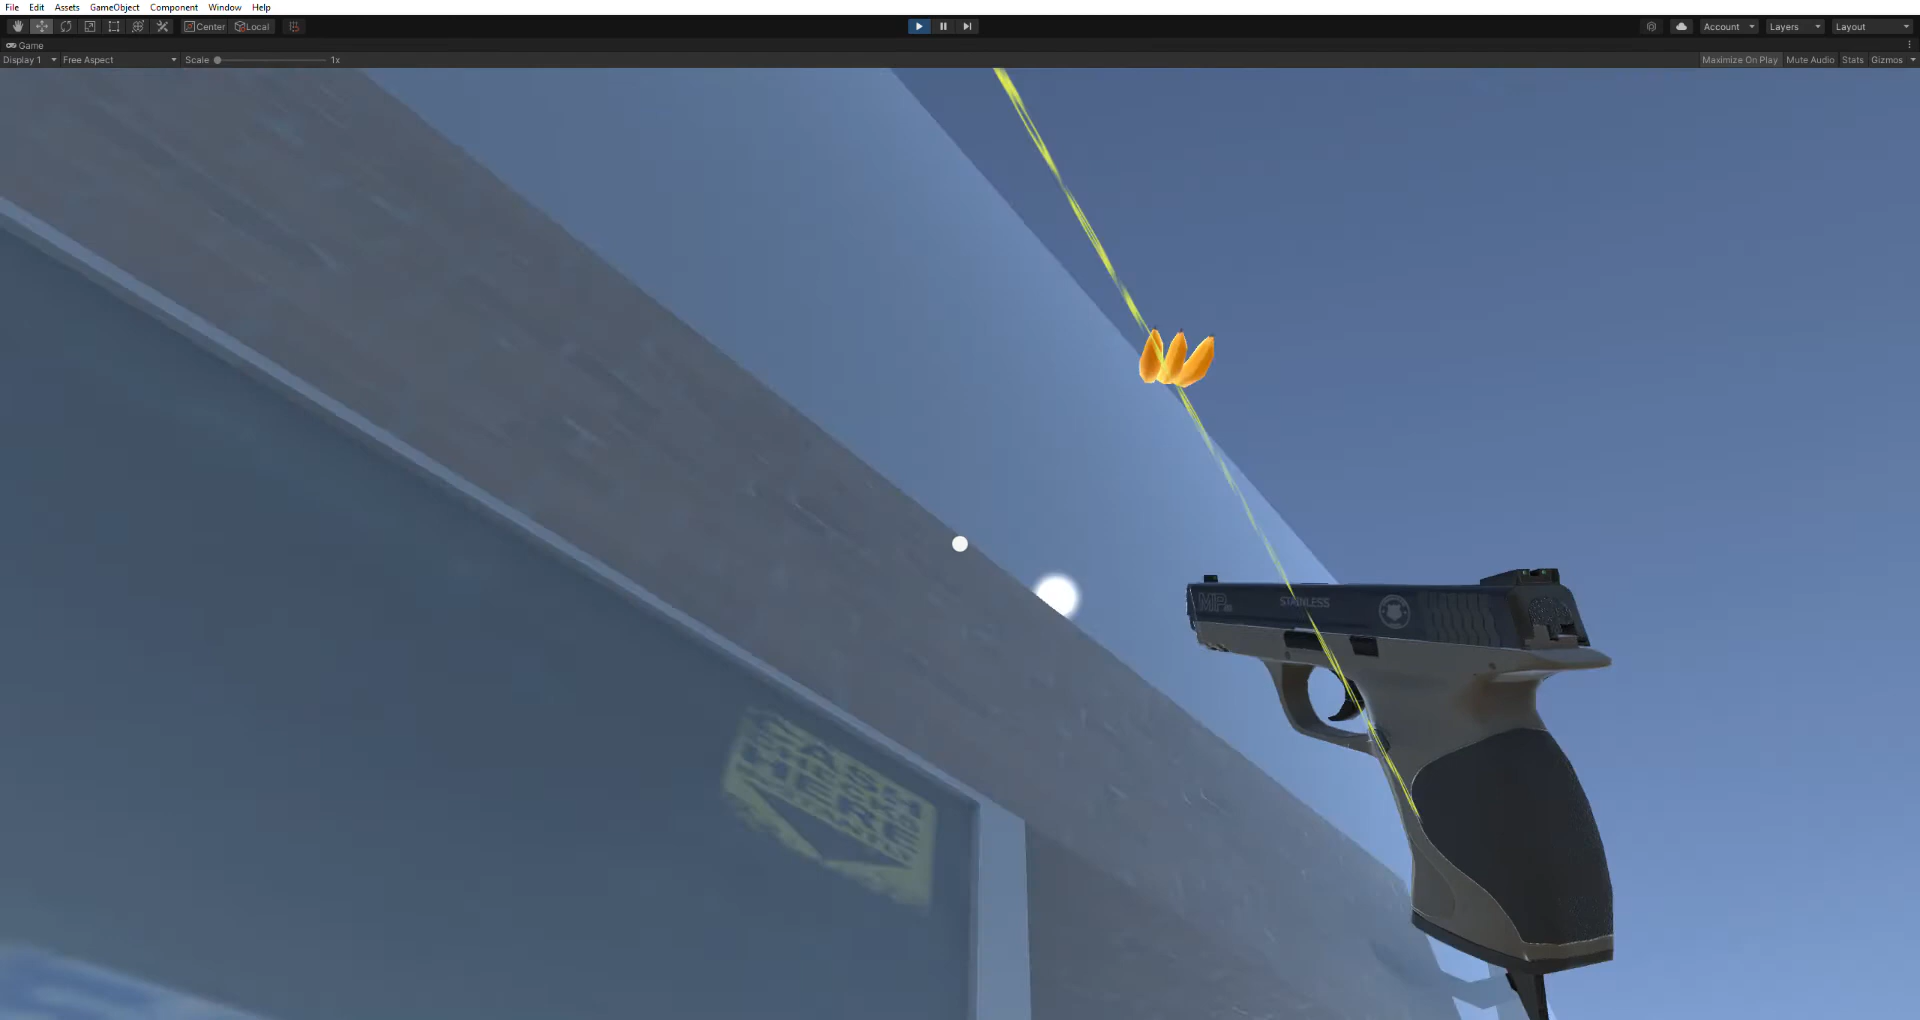 File Edit Assets GameObject Component Window Help
Center Local Account Layers Layout
Game
Display 1 Free Aspect Scale 1x Maximize On Play Mute Audio Stats Gizmos
STAINLESS